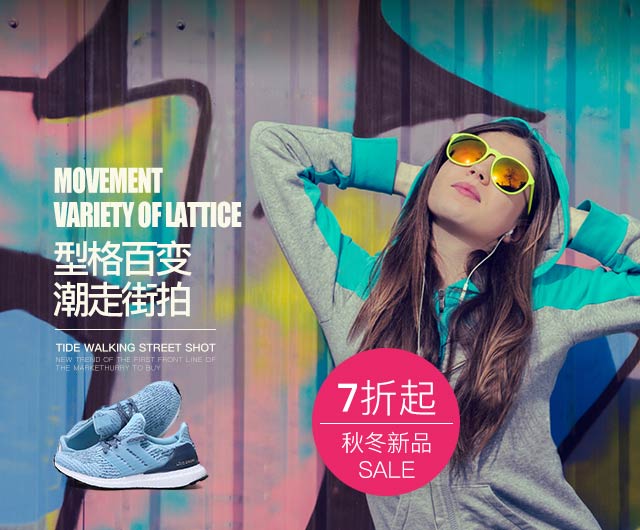 MOVEMENT
VARIETY OF LATTICE
型格百变
潮走街拍
TIDE WALKING STREET SHOT
NEW TREND OF THE FIRST FRONT LINE OF
THE MARKETHURRY TO BUY
7折起
秋冬新品
SALE